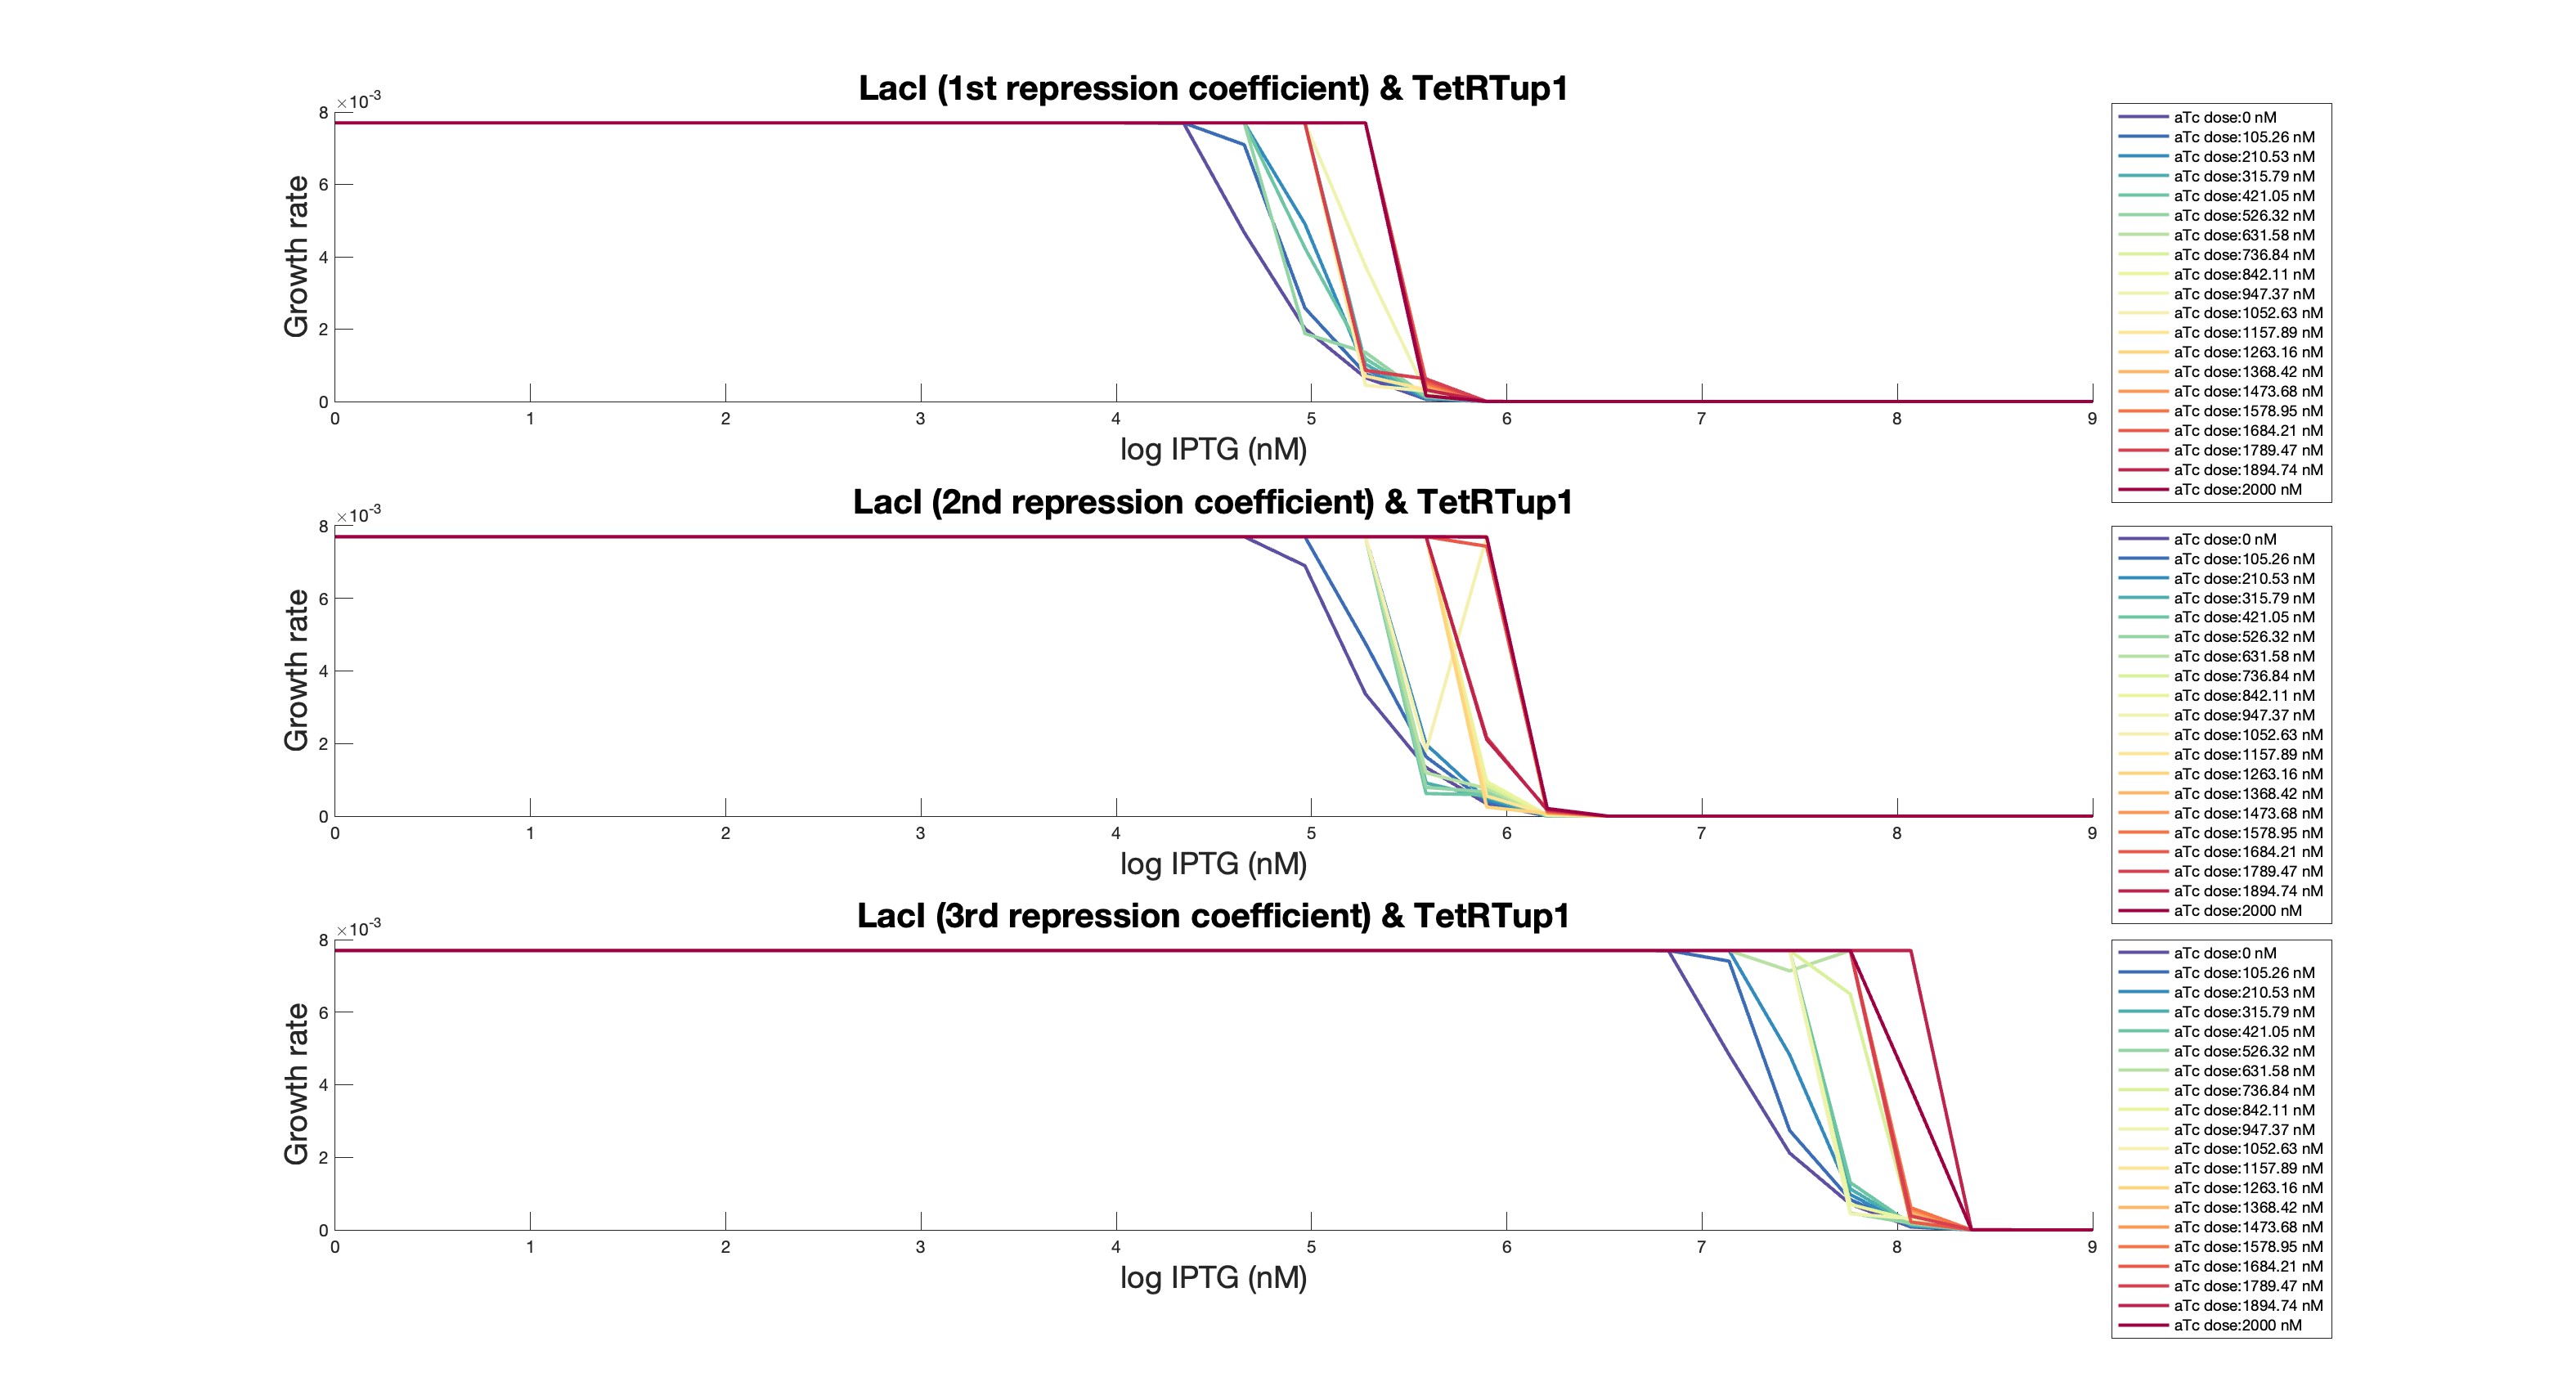 LacI (1st repression coefficient) & TetRTup1
×10-3
8
6
4
2
0
Growth rate
0 1 2 3 4 5 6 7 8 9
log IPTG (nM)
aTc dose:0 nM
aTc dose:105.26 nM
aTc dose:210.53 nM
aTc dose:315.79 nM
aTc dose:421.05 nM
aTc dose:526.32 nM
aTc dose:631.58 nM
aTc dose:736.84 nM
aTc dose:842.11 nM
aTc dose:947.37 nM
aTc dose:1052.63 nM
aTc dose:1157.89 nM
aTc dose:1263.16 nM
aTc dose:1368.42 nM
aTc dose:1473.68 nM
aTc dose:1578.95 nM
aTc dose:1684.21 nM
aTc dose:1789.47 nM
aTc dose:1894.74 nM
aTc dose:2000 nM
LacI (2nd repression coefficient) & TetRTup1
×10-3
8
6
4
2
0
Growth rate
0 1 2 3 4 5 6 7 8 9
log IPTG (nM)
aTc dose:0 nM
aTc dose:105.26 nM
aTc dose:210.53 nM
aTc dose:315.79 nM
aTc dose:421.05 nM
aTc dose:526.32 nM
aTc dose:631.58 nM
aTc dose:736.84 nM
aTc dose:842.11 nM
aTc dose:947.37 nM
aTc dose:1052.63 nM
aTc dose:1157.89 nM
aTc dose:1263.16 nM
aTc dose:1368.42 nM
aTc dose:1473.68 nM
aTc dose:1578.95 nM
aTc dose:1684.21 nM
aTc dose:1789.47 nM
aTc dose:1894.74 nM
aTc dose:2000 nM
LacI (3rd repression coefficient) & TetRTup1
×10-3
8
6
4
2
0
Growth rate
0 1 2 3 4 5 6 7 8 9
log IPTG (nM)
aTc dose:0 nM
aTc dose:105.26 nM
aTc dose:210.53 nM
aTc dose:315.79 nM
aTc dose:421.05 nM
aTc dose:526.32 nM
aTc dose:631.58 nM
aTc dose:736.84 nM
aTc dose:842.11 nM
aTc dose:947.37 nM
aTc dose:1052.63 nM
aTc dose:1157.89 nM
aTc dose:1263.16 nM
aTc dose:1368.42 nM
aTc dose:1473.68 nM
aTc dose:1578.95 nM
aTc dose:1684.21 nM
aTc dose:1789.47 nM
aTc dose:1894.74 nM
aTc dose:2000 nM